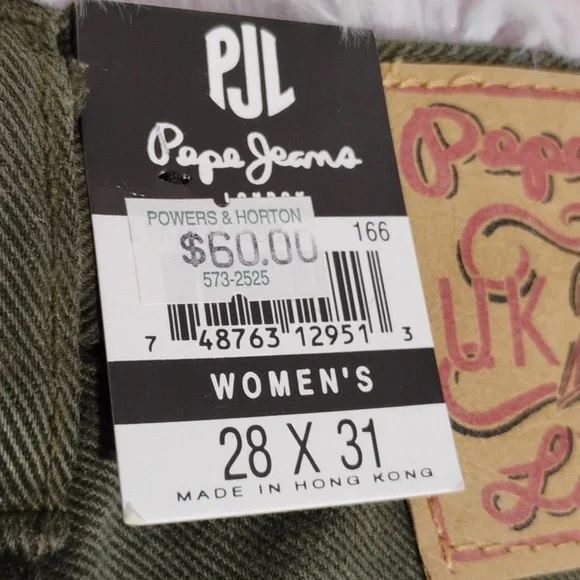 PJL
Pepe Jeans
LONDON
POWERS & HORTON
$60.00
573-2525
166
7 48763 12951 3
WOMEN'S
28 X 31
MADE IN HONG KONG
Pepe
UK
L